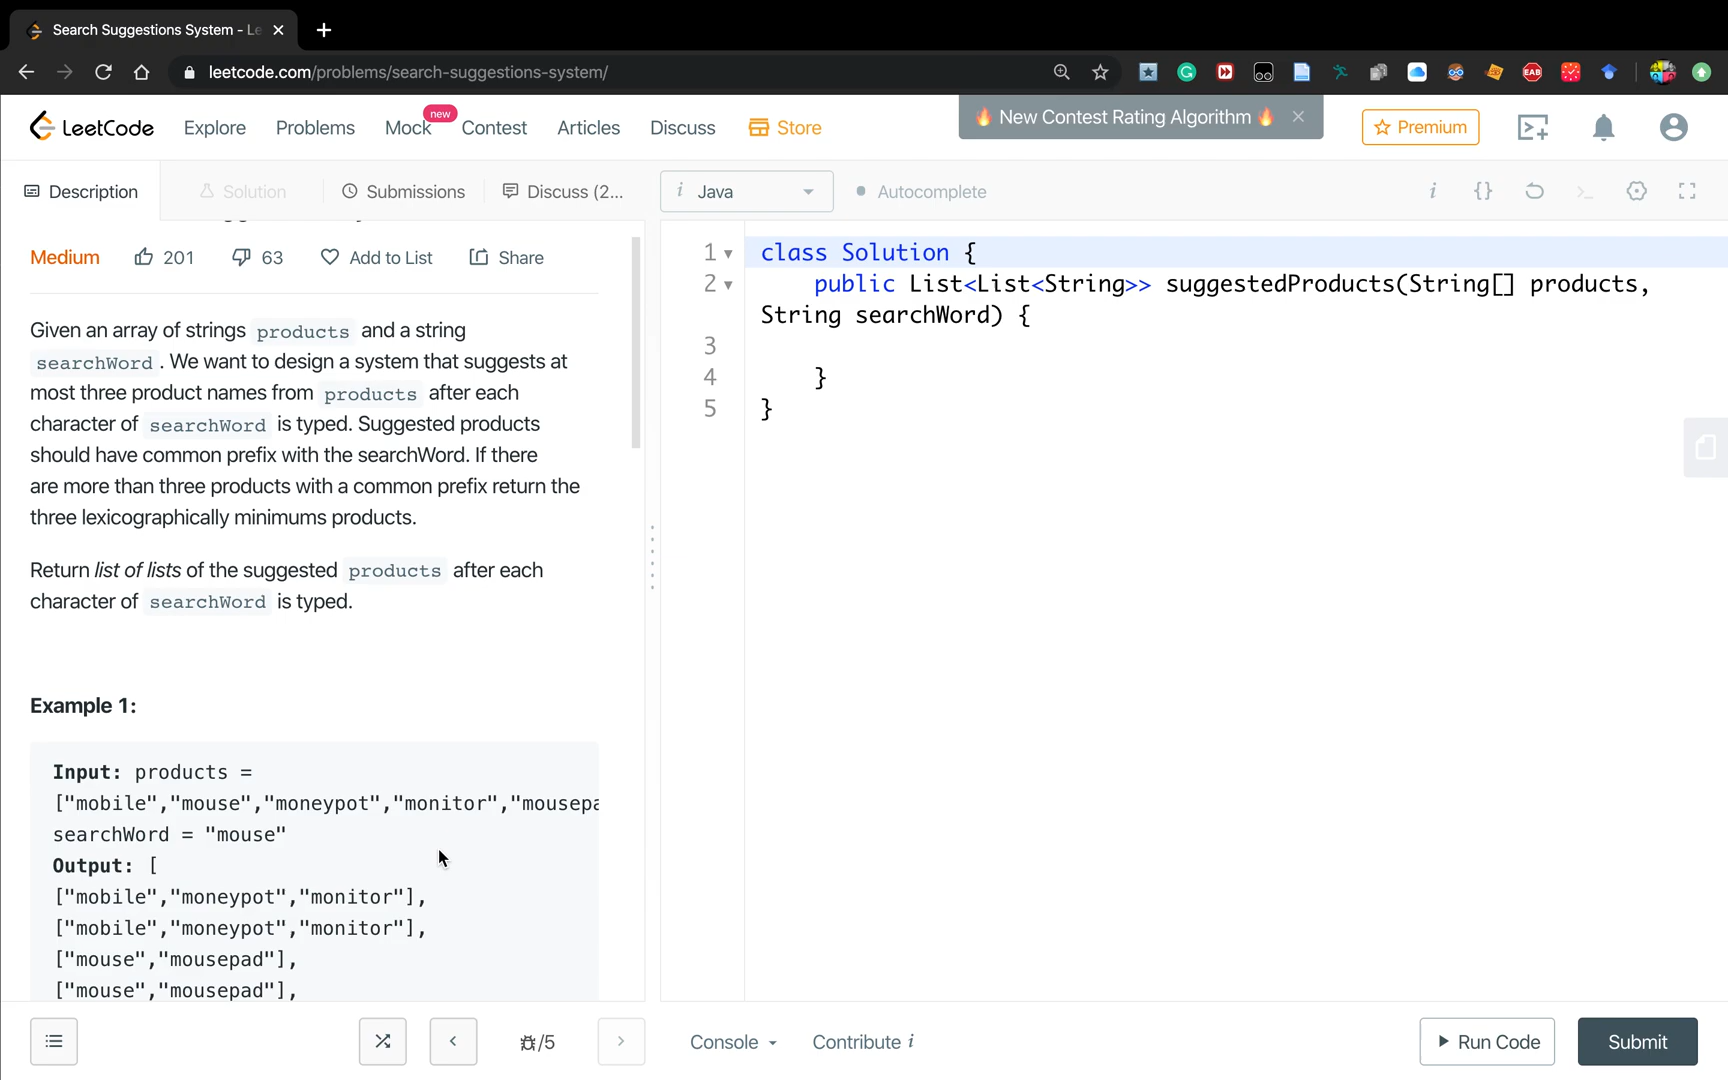 Search Suggestions System - Le
leetcode.com/problems/search-suggestions-system/
EAB
LeetCode
Explore
Problems
Mock
new
Contest
Articles
Discuss
Store
🔥 New Contest Rating Algorithm 🔥
Premium
Description
Solution
Submissions
Discuss (2...
i Java
Autocomplete
i {}
Medium
201
63
Add to List
Share
Given an array of strings products and a string
searchWord. We want to design a system that suggests at
most three product names from products after each
character of searchWord is typed. Suggested products
should have common prefix with the searchWord. If there
are more than three products with a common prefix return the
three lexicographically minimums products.
Return list of lists of the suggested products after each
character of searchWord is typed.
Example 1:
Input: products =
["mobile","mouse","moneypot","monitor","mousepa
searchWord = "mouse"
Output: [
["mobile","moneypot","monitor"],
["mobile","moneypot","monitor"],
["mouse","mousepad"],
["mouse","mousepad"],
1 class Solution {
2 public List<List<String>> suggestedProducts(String[] products,
String searchWord) {
3
4 }
5 }
/5
Console
Contribute i
Run Code
Submit